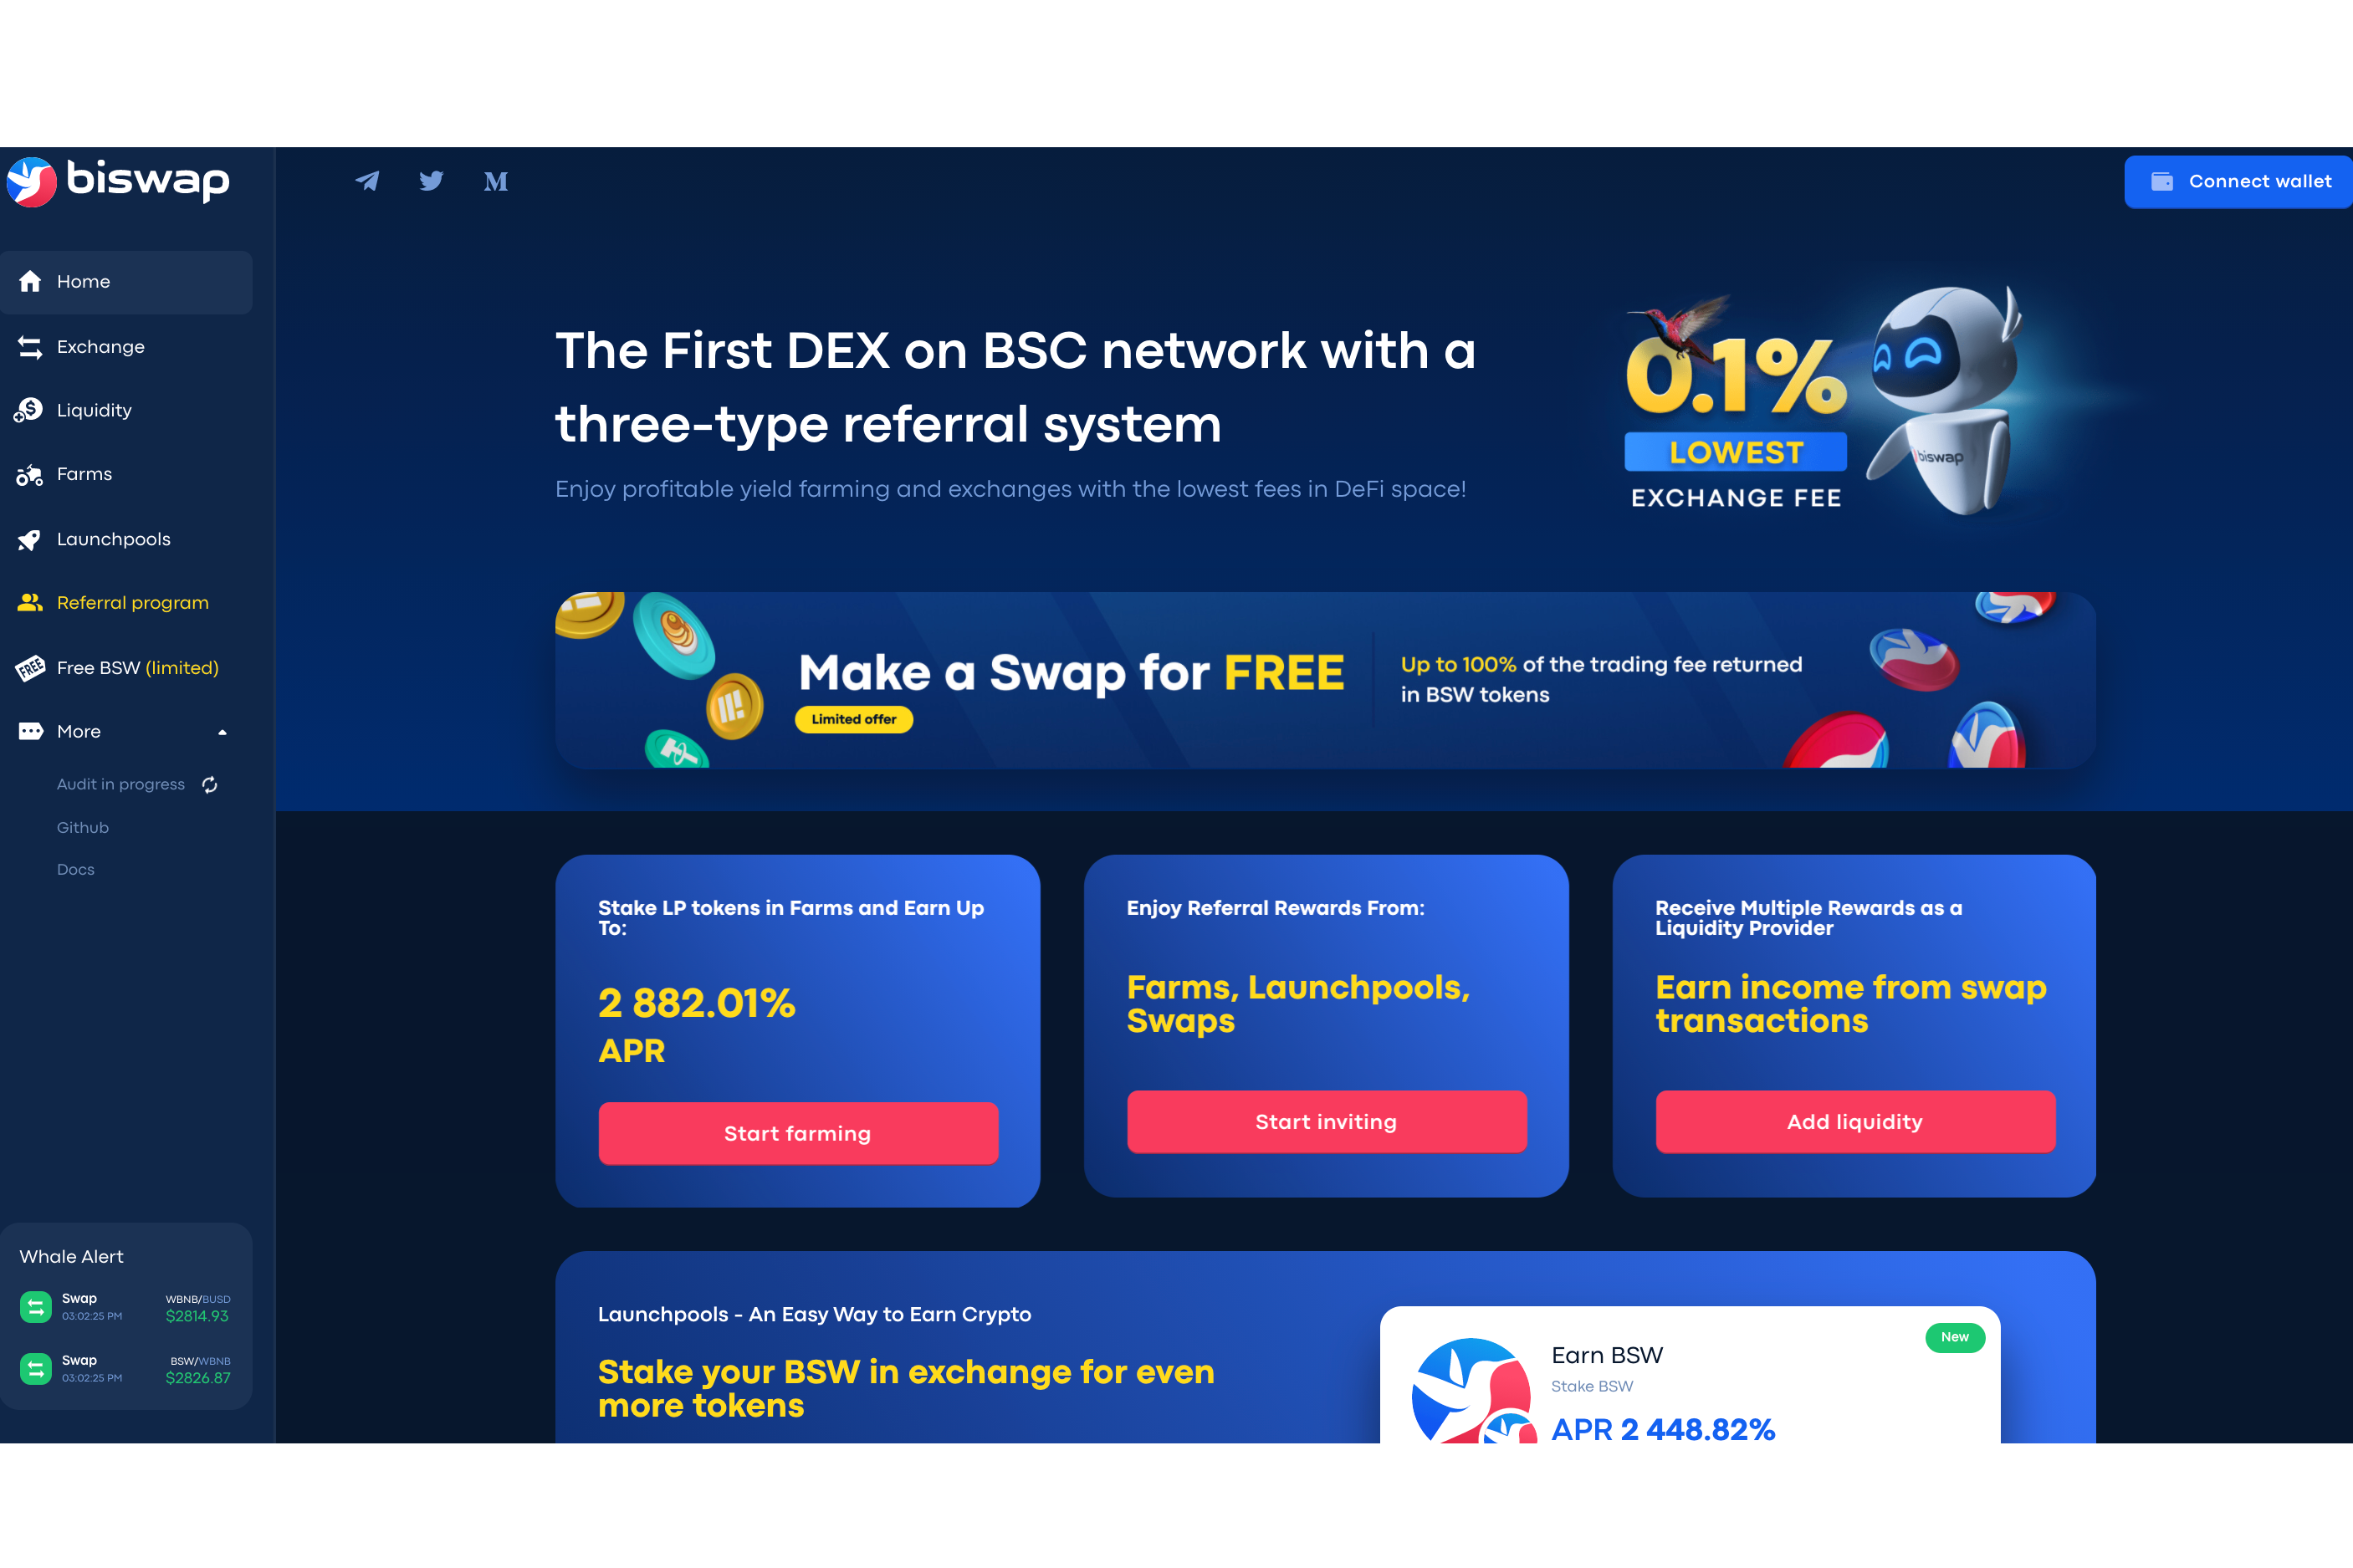 biswap
M
Connect wallet
Home
Exchange
Liquidity
Farms
Launchpools
Referral program
FREE
Free BSW (limited)
More
Audit in progress
Github
Docs
Whale Alert
Swap
WBNB/BUSD
03:02:25 PM
$2814.93
Swap
BSW/WBNB
03:02:25 PM
$2826.87
The First DEX on BSC network with a
three-type referral system
Enjoy profitable yield farming and exchanges with the lowest fees in DeFi space!
0.1%
LOWEST
EXCHANGE FEE
biswap
Make a Swap for FREE
Limited offer
Up to 100% of the trading fee returned
in BSW tokens
Stake LP tokens in Farms and Earn Up
To:
2 882.01%
APR
Start farming
Enjoy Referral Rewards From:
Farms, Launchpools,
Swaps
Start inviting
Receive Multiple Rewards as a
Liquidity Provider
Earn income from swap
transactions
Add liquidity
Launchpools - An Easy Way to Earn Crypto
Stake your BSW in exchange for even
more tokens
New
Earn BSW
Stake BSW
APR 2 448.82%